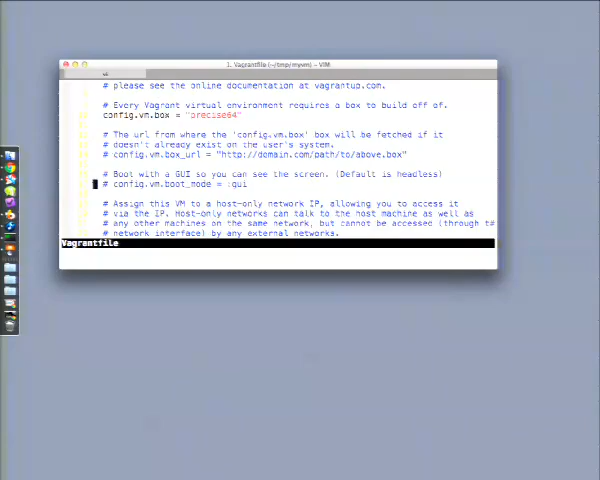 1. Vagrantfile (~/tmp/myvm) - VIM
# please see the online documentation at vagrantup.com.
# Every Vagrant virtual environment requires a box to build off of.
config.vm.box = "precise64"
# The url from where the 'config.vm.box' box will be fetched if it
# doesn't already exist on the user's system.
# config.vm.box_url = "http://domain.com/path/to/above.box"
# Boot with a GUI so you can see the screen. (Default is headless)
# config.vm.boot_mode = :gui
# Assign this VM to a host-only network IP, allowing you to access it
# via the IP. Host-only networks can talk to the host machine as well as
# any other machines on the same network, but cannot be accessed (through t#
# network interface) by any external networks.
Vagrantfile